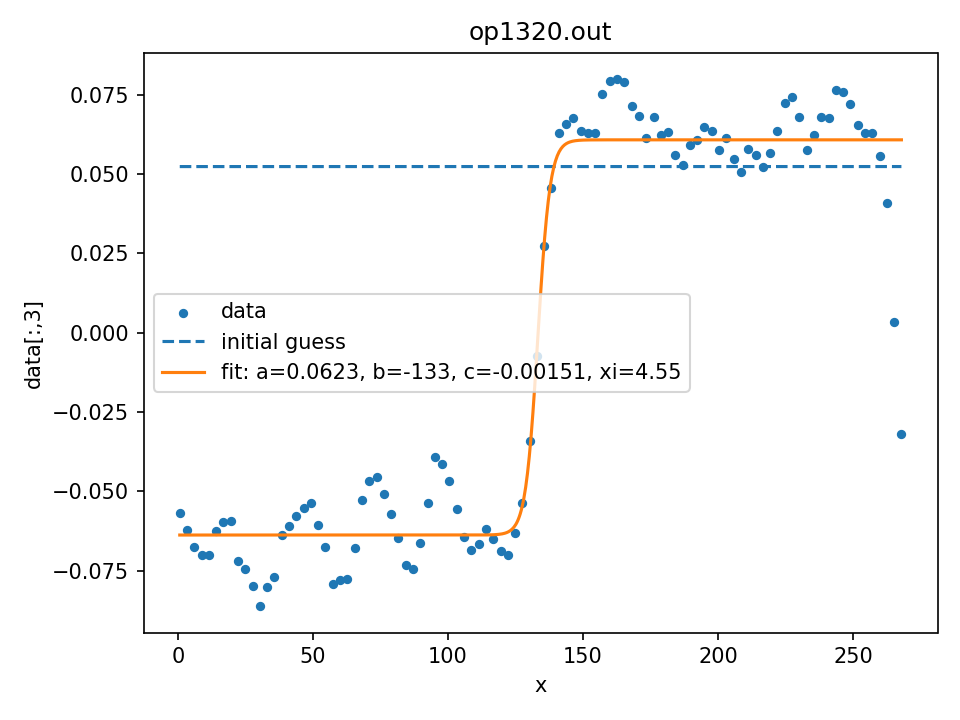 op1320.out
0.075
0.050
0.025
0.000
−0.025
−0.050
−0.075
data[:,3]
data
initial guess
fit: a=0.0623, b=-133, c=-0.00151, xi=4.55
0 50 100 150 200 250
x